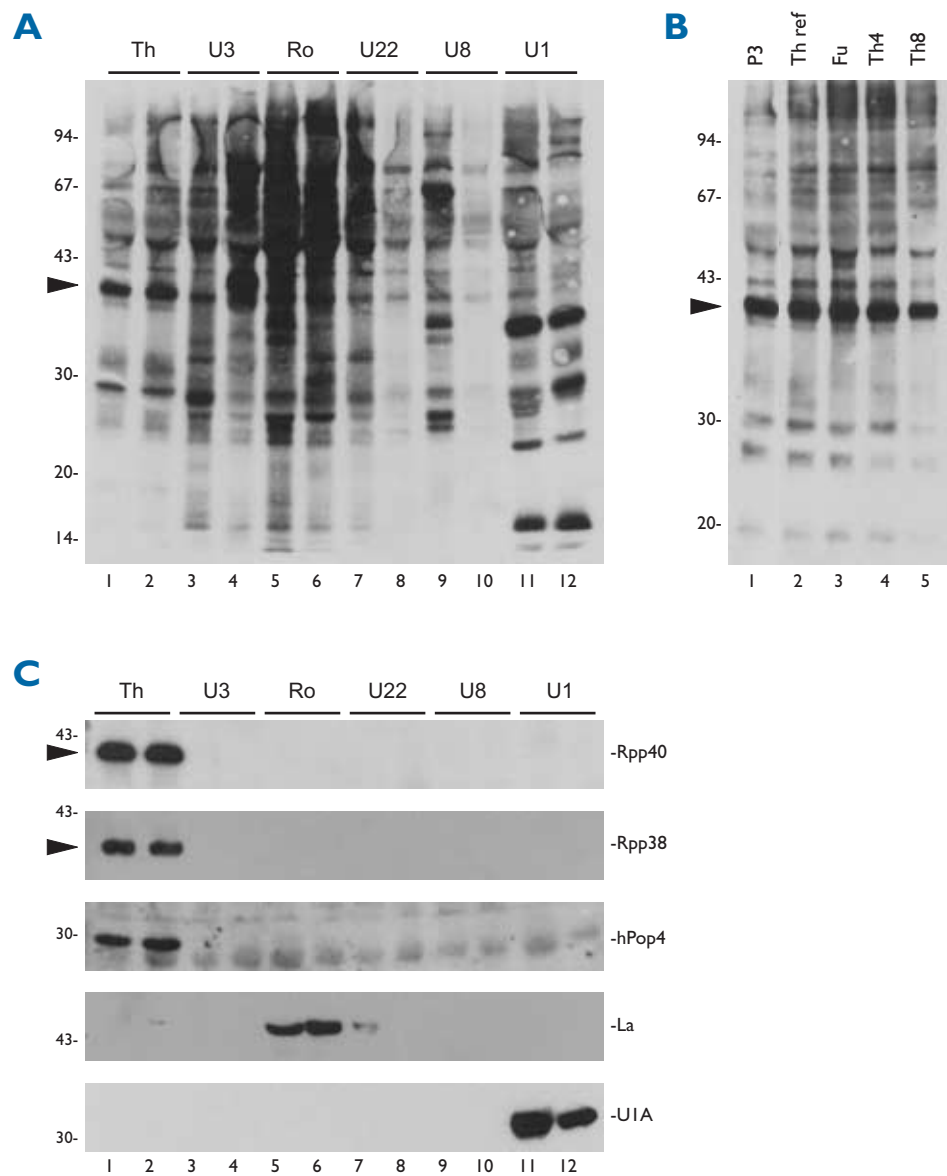 A
Th U3 Ro U22 U8 U1
94-
67-
43-
30-
20-
14-
1 2 3 4 5 6 7 8 9 10 11 12
B
P3 Th ref Fu Th4 Th8
94-
67-
43-
30-
20-
1 2 3 4 5
C
Th U3 Ro U22 U8 U1
43-
-Rpp40
43-
-Rpp38
30-
-hPop4
43-
-La
30-
-U1A
1 2 3 4 5 6 7 8 9 10 11 12